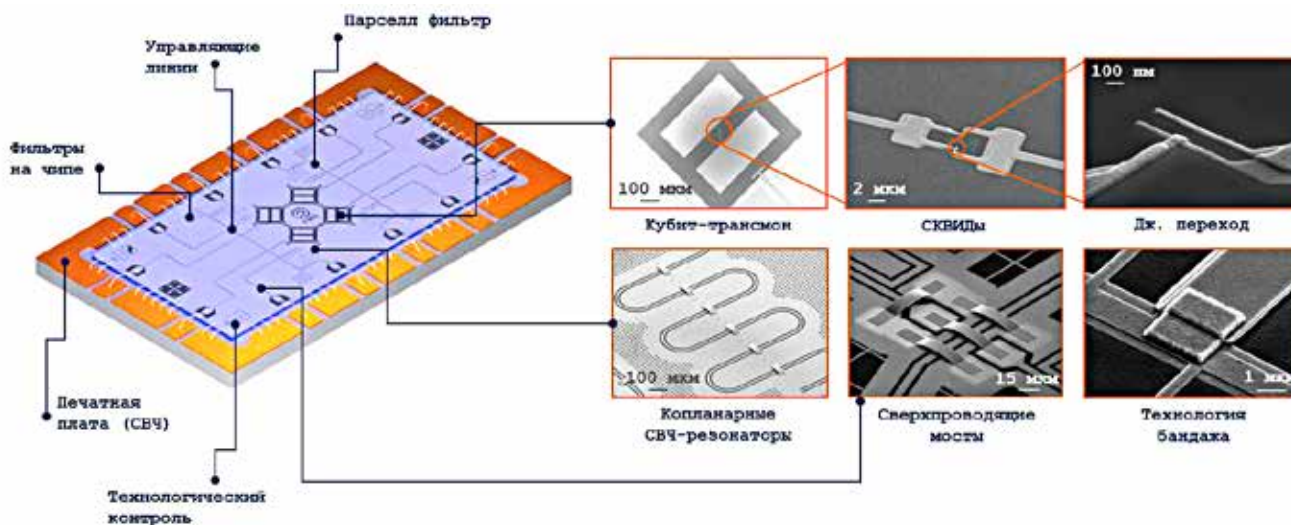 Парселл фильтр
Управляющие
линии
Фильтры
на чипе
Печатная
плата (СВЧ)
Технологический
контроль
100 мкм
Кубит-трансмон
2 мкм
СКВИДы
100 нм
Дж. переход
100 мкм
Копланарные
СВЧ-резонаторы
15 мкм
Сверхпроводящие
мосты
1 мкм
Технология
бандажа